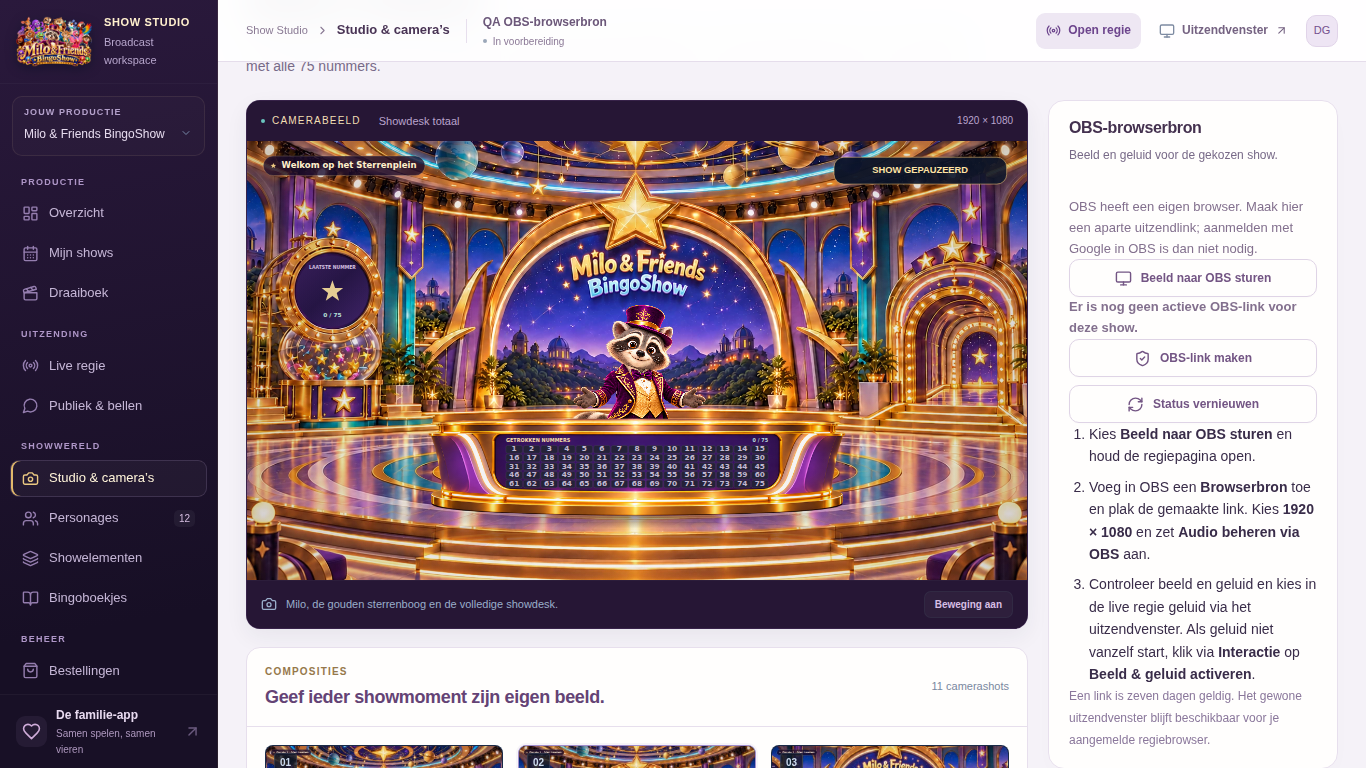 SHOW STUDIO
Broadcast
workspace
JOUW PRODUCTIE
Milo & Friends BingoShow
PRODUCTIE
Overzicht
Mijn shows
Draaiboek
UITZENDING
Live regie
Publiek & bellen
SHOWWERELD
Studio & camera's
Personages
12
Showelementen
Bingoboekjes
BEHEER
Bestellingen
De familie-app
Samen spelen, samen
vieren
Show Studio
Studio & camera's
QA OBS-browserbron
In voorbereiding
Open regie
Uitzendvenster
DG
met alle 75 nummers.
CAMERABEELD
Showdesk totaal
1920 × 1080
Welkom op het Sterrenplein
SHOW GEPAUZEERD
LAATSTE NUMMER
0 / 75
Milo & Friends
BingoShow
GETROKKEN NUMMERS
0 / 75
1 2 3 4 5 6 7 8 9 10 11 12 13 14 15
16 17 18 19 20 21 22 23 24 25 26 27 28 29 30
31 32 33 34 35 36 37 38 39 40 41 42 43 44 45
46 47 48 49 50 51 52 53 54 55 56 57 58 59 60
61 62 63 64 65 66 67 68 69 70 71 72 73 74 75
Milo, de gouden sterrenboog en de volledige showdesk.
Beweging aan
COMPOSITIES
Geef ieder showmoment zijn eigen beeld.
11 camerashots
01
02
03
OBS-browserbron
Beeld en geluid voor de gekozen show.
OBS heeft een eigen browser. Maak hier
een aparte uitzendlink; aanmelden met
Google in OBS is dan niet nodig.
Beeld naar OBS sturen
Er is nog geen actieve OBS-link voor
deze show.
OBS-link maken
Status vernieuwen
1. Kies Beeld naar OBS sturen en
houd de regiepagina open.
2. Voeg in OBS een Browserbron toe
en plak de gemaakte link. Kies 1920
× 1080 en zet Audio beheren via
OBS aan.
3. Controleer beeld en geluid en kies in
de live regie geluid via het
uitzendvenster. Als geluid niet
vanzelf start, klik via Interactie op
Beeld & geluid activeren.
Een link is zeven dagen geldig. Het gewone
uitzendvenster blijft beschikbaar voor je
aangemelde regiebrowser.